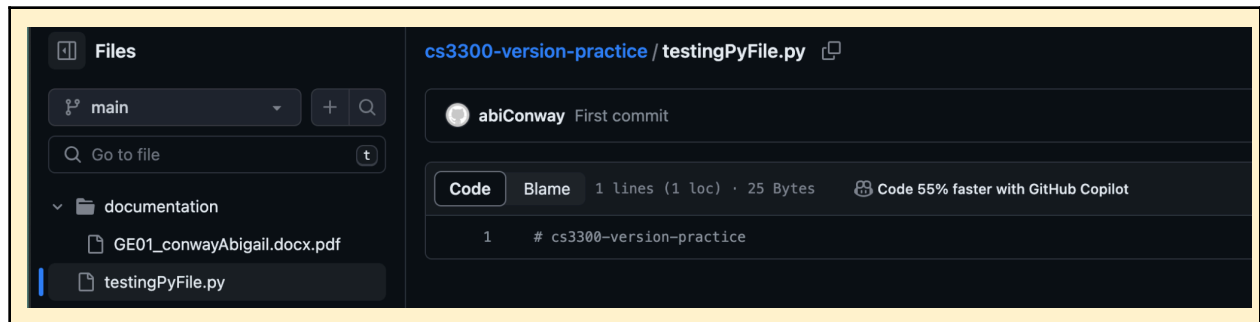 Files
main
Go to file
t
documentation
GE01_conwayAbigail.docx.pdf
testingPyFile.py
cs3300-version-practice / testingPyFile.py
abiConway First commit
Code Blame 1 lines (1 loc) · 25 Bytes Code 55% faster with GitHub Copilot
1 # cs3300-version-practice